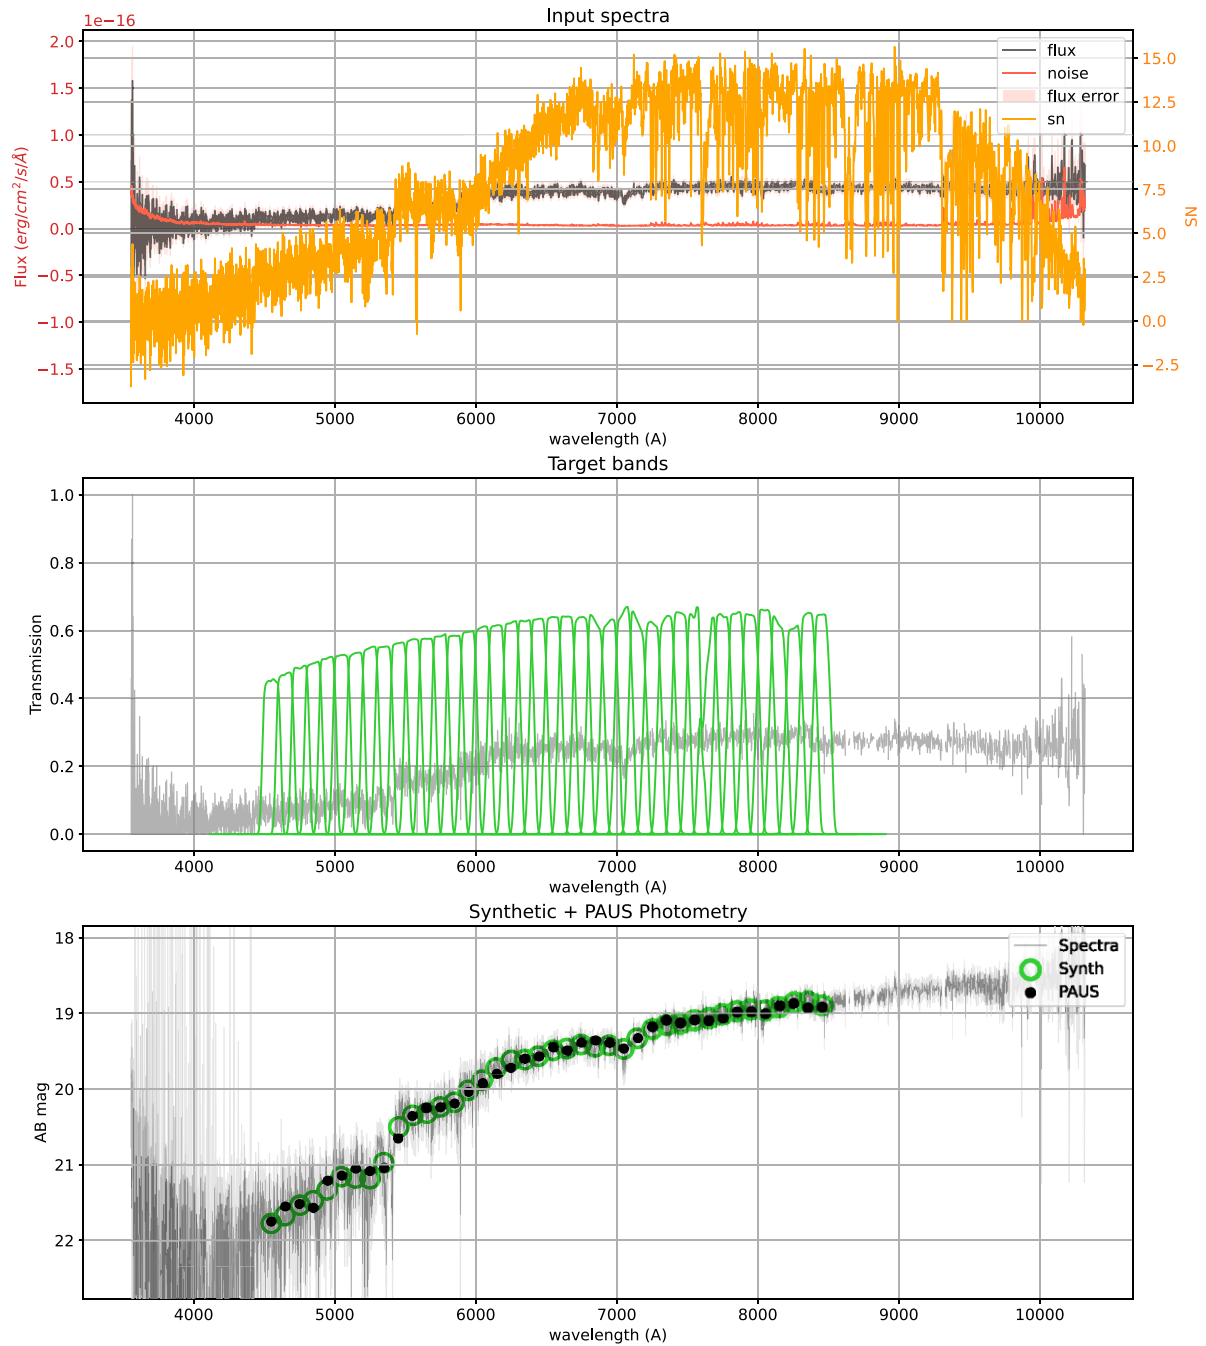 Input spectra
1e−16
2.0
1.5
1.0
0.5
0.0
−0.5
−1.0
−1.5
Flux (erg/cm²/s/Å)
15.0
12.5
10.0
7.5
5.0
2.5
0.0
−2.5
SN
flux
noise
flux error
sn
4000 5000 6000 7000 8000 9000 10000
wavelength (A)
Target bands
1.0
0.8
0.6
0.4
0.2
0.0
Transmission
4000 5000 6000 7000 8000 9000 10000
wavelength (A)
Synthetic + PAUS Photometry
18
19
20
21
22
AB mag
Spectra
Synth
PAUS
4000 5000 6000 7000 8000 9000 10000
wavelength (A)